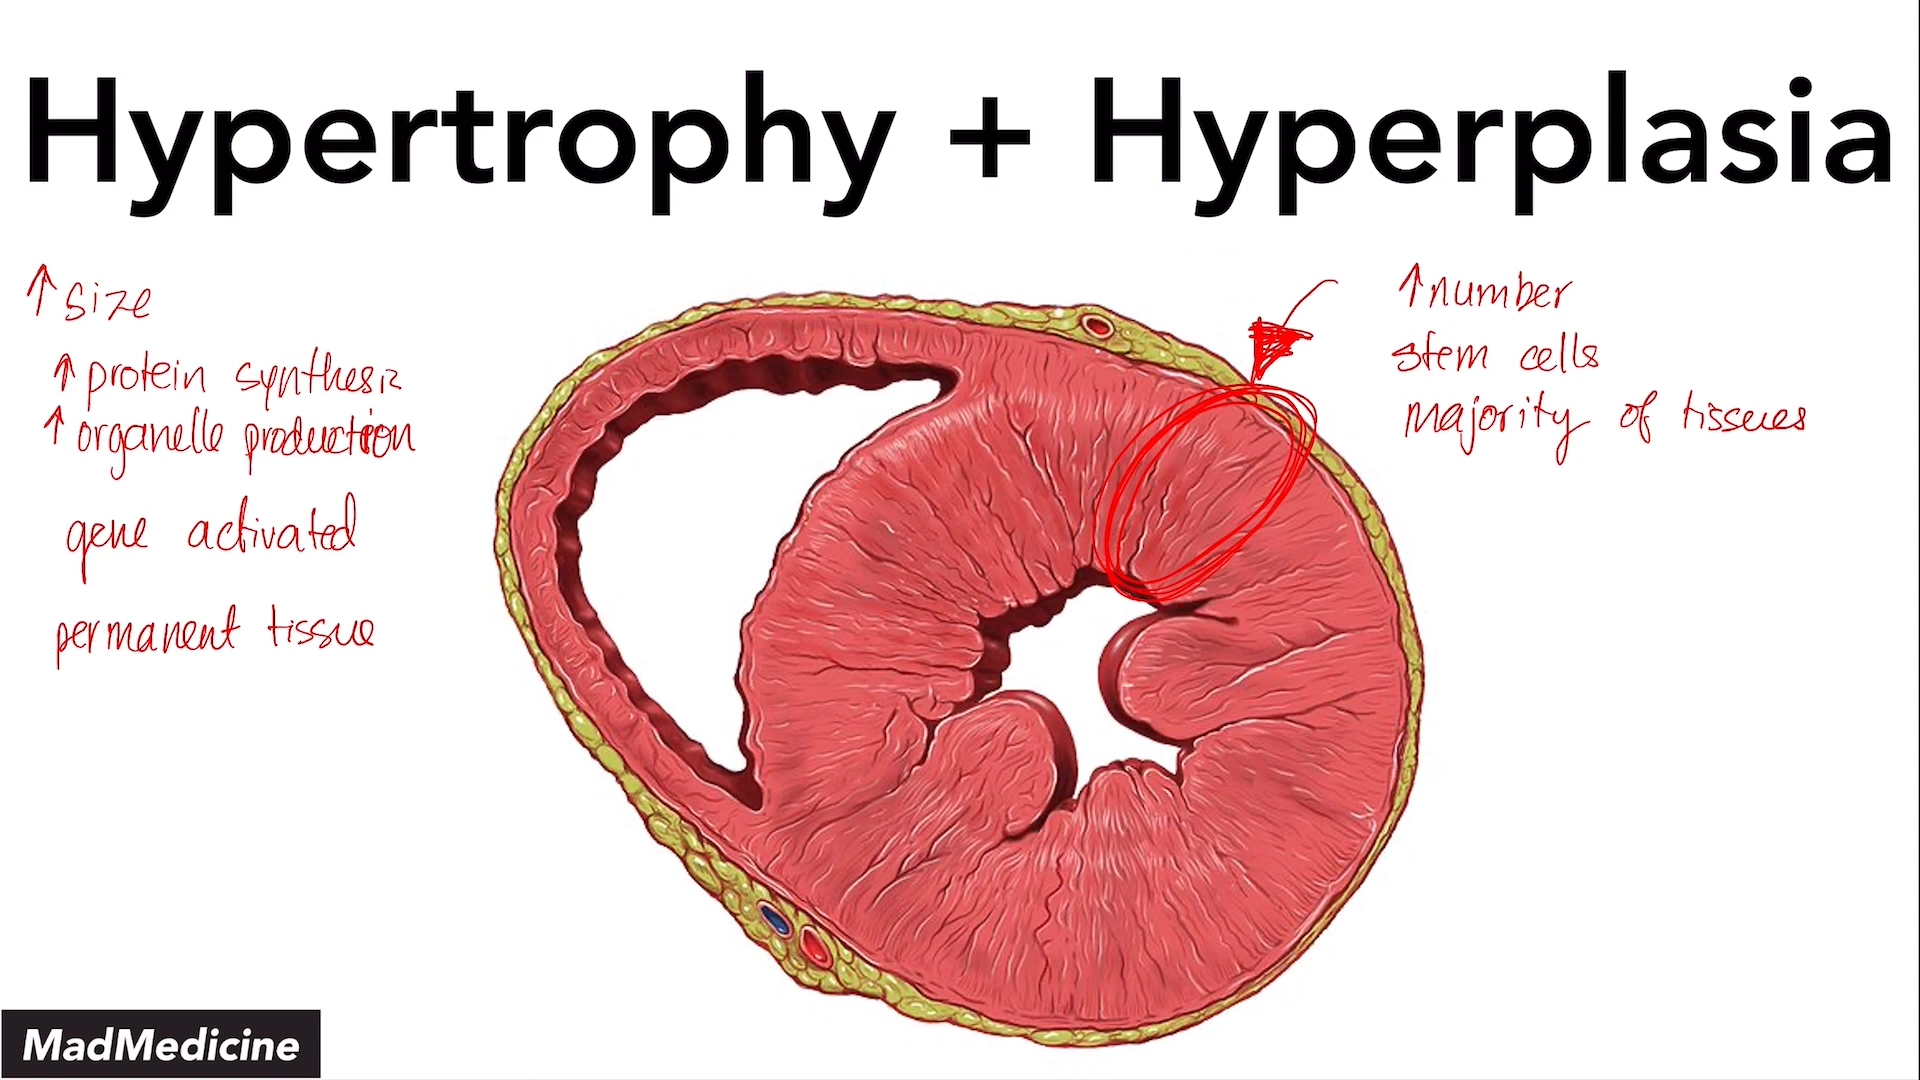 Hypertrophy + Hyperplasia
↑ size
↑ protein synthesis
↑ organelle production
gene activated
permanent tissue
↑ number
stem cells
majority of tissues
MadMedicine